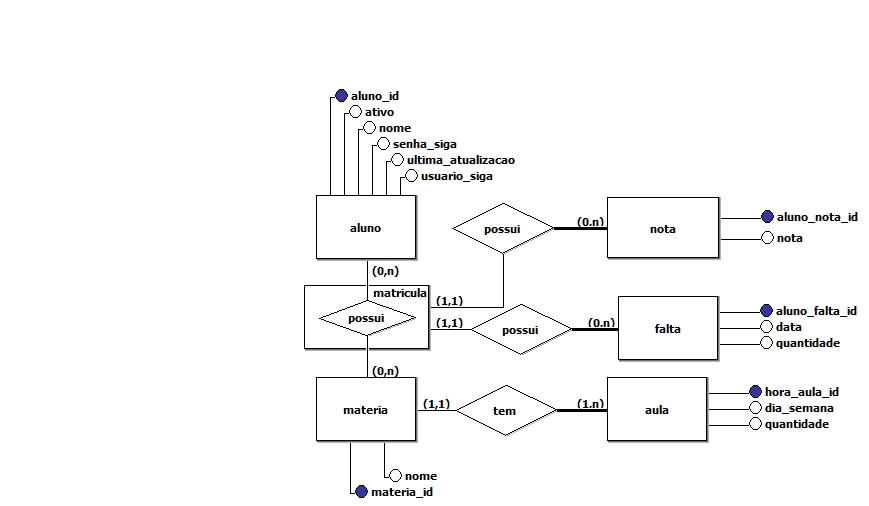 aluno_id
ativo
nome
senha_siga
ultima_atualizacao
usuario_siga
aluno
possui
(0,n)
nota
aluno_nota_id
nota
(0,n)
matricula
possui
(1,1)
(1,1)
possui
(0,n)
falta
aluno_falta_id
data
quantidade
(0,n)
materia
(1,1)
tem
(1,n)
aula
hora_aula_id
dia_semana
quantidade
nome
materia_id